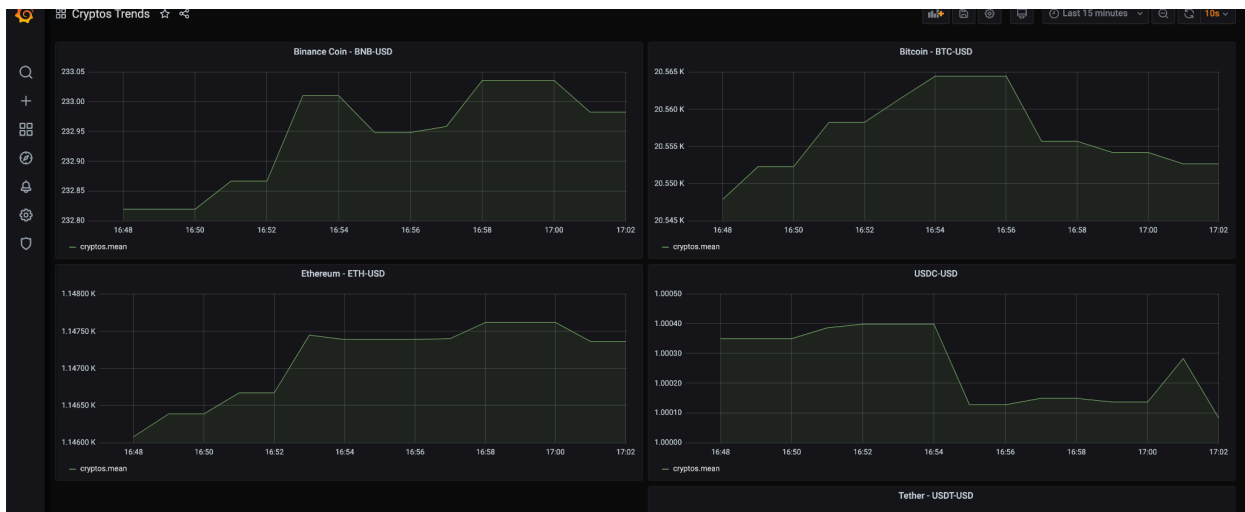 Cryptos Trends
Last 15 minutes
10s
Binance Coin - BNB-USD
233.05
233.00
232.95
232.90
232.85
232.80
16:48 16:50 16:52 16:54 16:56 16:58 17:00 17:02
cryptos.mean
Bitcoin - BTC-USD
20.565 K
20.560 K
20.555 K
20.550 K
20.545 K
16:48 16:50 16:52 16:54 16:56 16:58 17:00 17:02
cryptos.mean
Ethereum - ETH-USD
1.14800 K
1.14750 K
1.14700 K
1.14650 K
1.14600 K
16:48 16:50 16:52 16:54 16:56 16:58 17:00 17:02
cryptos.mean
USDC-USD
1.00050
1.00040
1.00030
1.00020
1.00010
1.00000
16:48 16:50 16:52 16:54 16:56 16:58 17:00 17:02
cryptos.mean
Tether - USDT-USD